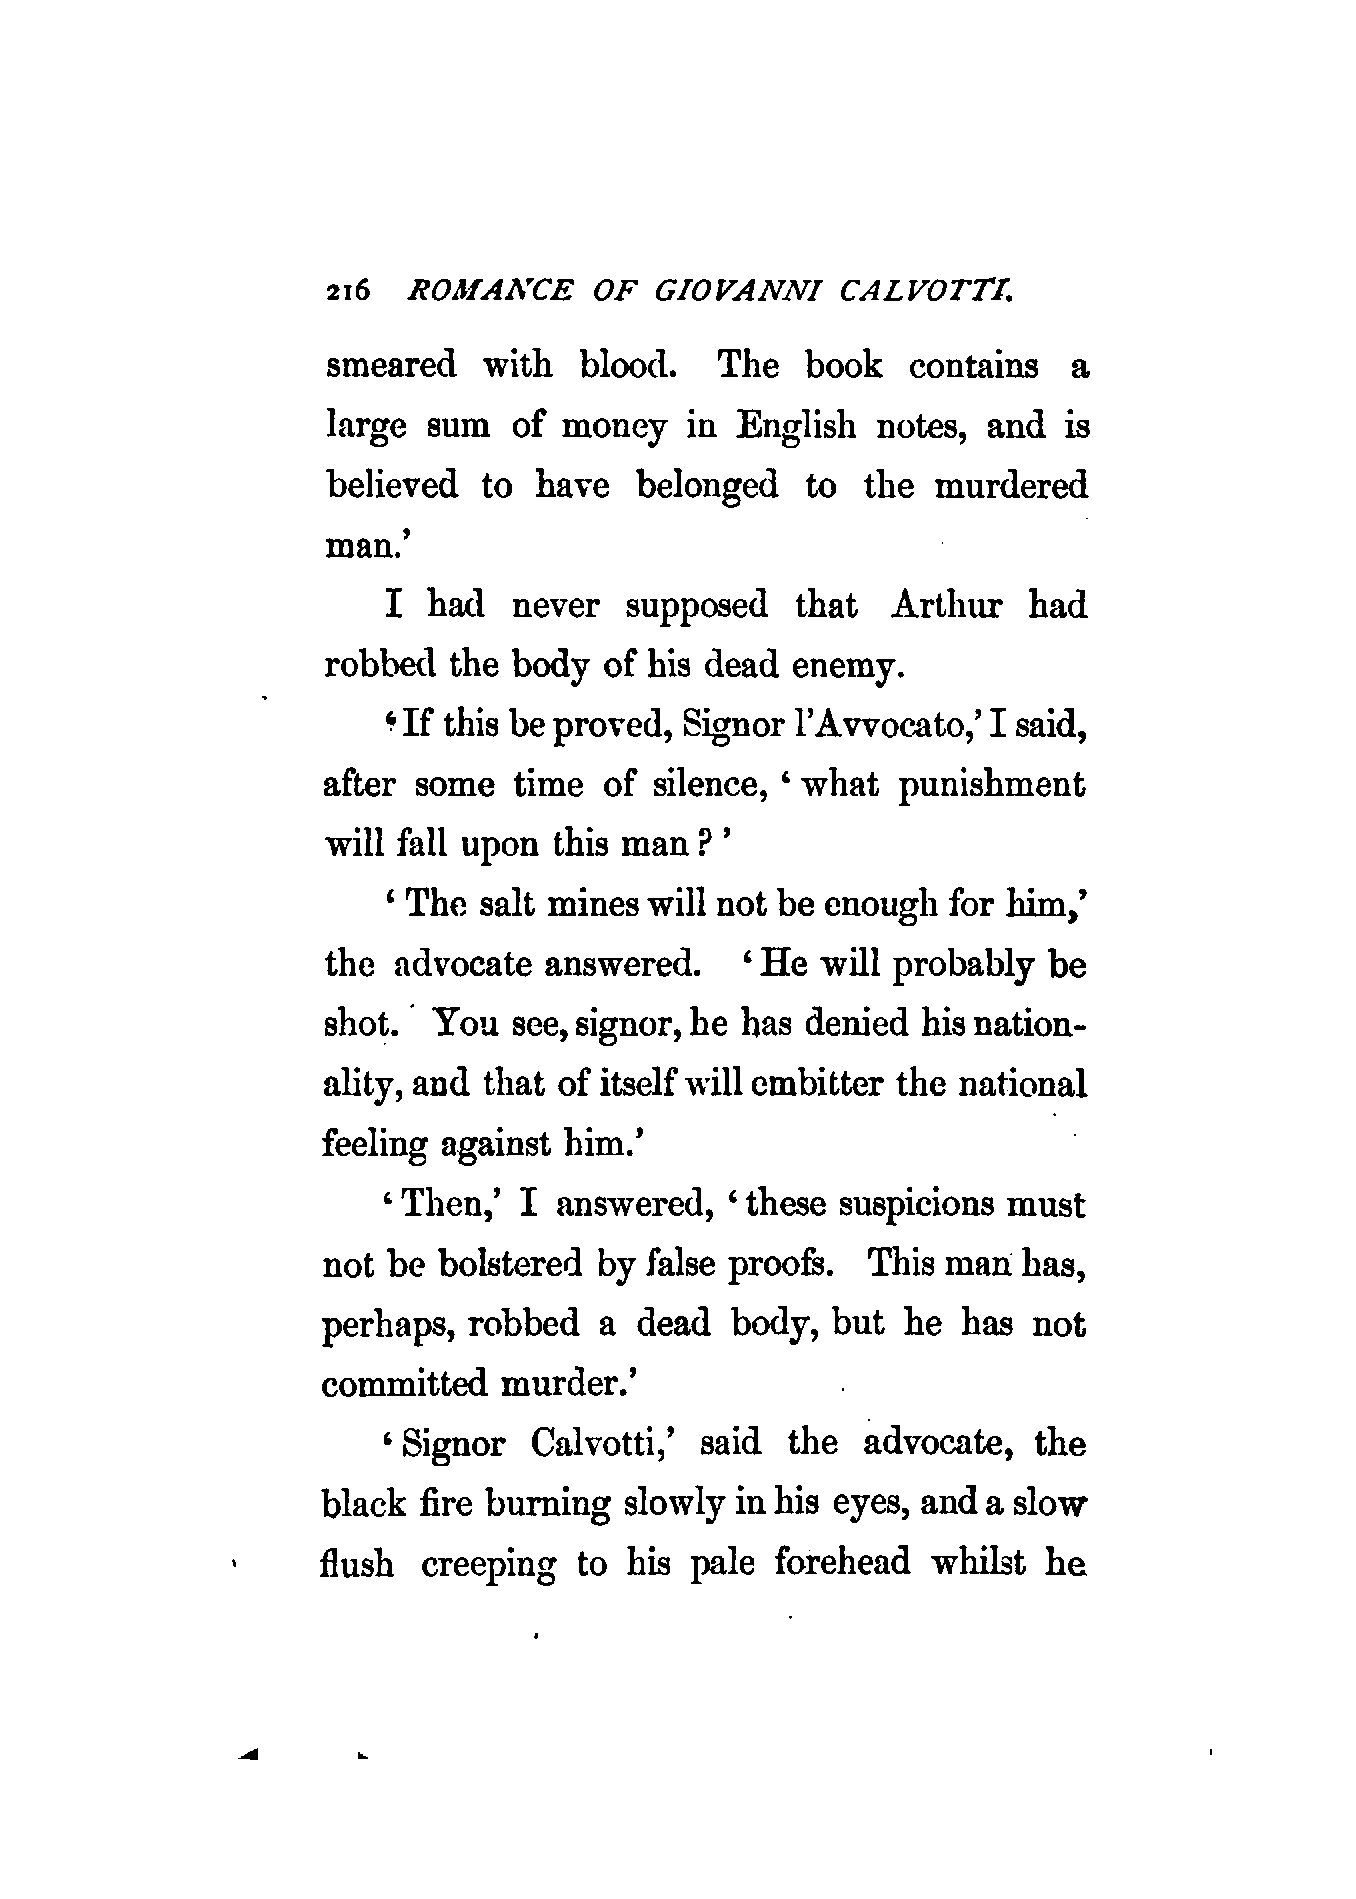 216 ROMANCE OF GIOVANNI CALVOTTI.
smeared with blood. The book contains a
large sum of money in English notes, and is
believed to have belonged to the murdered
man.’
I had never supposed that Arthur had
robbed the body of his dead enemy.
‘If this be proved, Signor l’Avvocato,’ I said,
after some time of silence, ‘what punishment
will fall upon this man?’
‘The salt mines will not be enough for him,’
the advocate answered. ‘He will probably be
shot. You see, signor, he has denied his nation-
ality, and that of itself will embitter the national
feeling against him.’
‘Then,’ I answered, ‘these suspicions must
not be bolstered by false proofs. This man has,
perhaps, robbed a dead body, but he has not
committed murder.’
‘Signor Calvotti,’ said the advocate, the
black fire burning slowly in his eyes, and a slow
flush creeping to his pale forehead whilst he